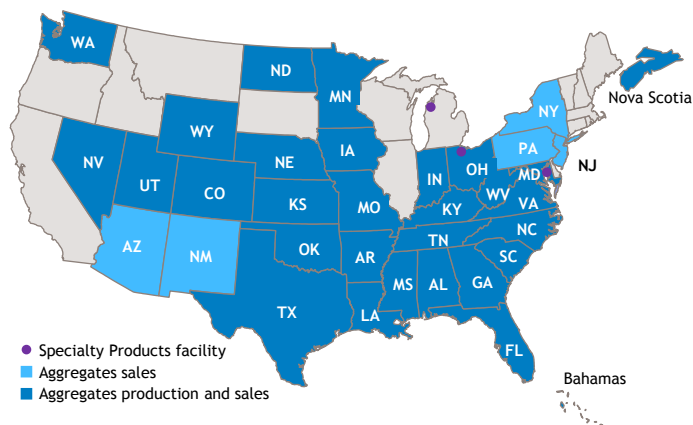 WA
ND
MN
Nova Scotia
NY
WY
IA
PA
NV
NE
NJ
OH
MD
IN
UT
CO
WV
VA
KS
MO
KY
NC
TN
AZ
OK
AR
SC
NM
MS
AL
GA
TX
LA
FL
Specialty Products facility
Aggregates sales
Aggregates production and sales
Bahamas